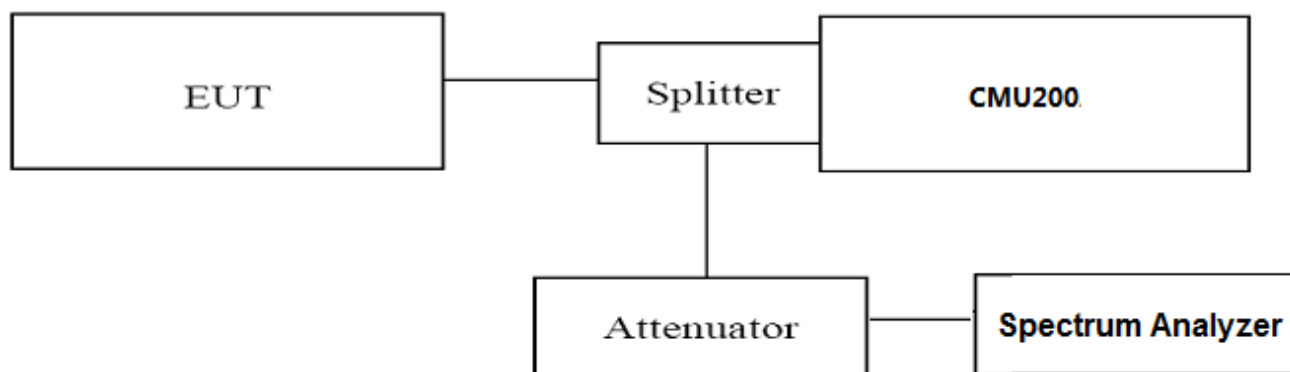 EUT
Splitter
CMU200.
Attenuator
Spectrum Analyzer